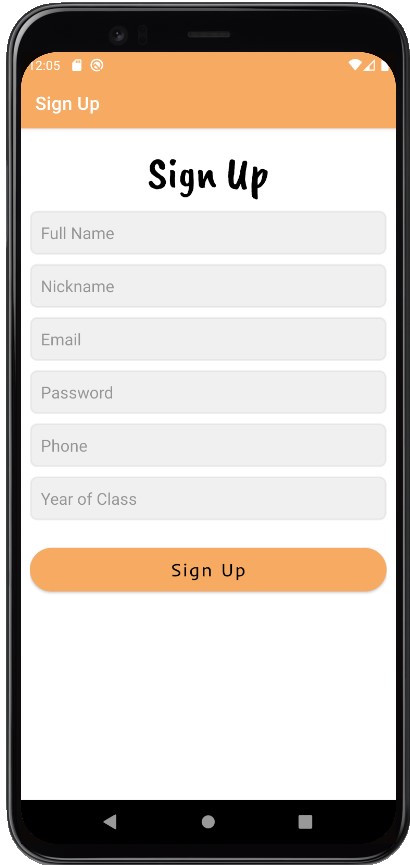 12:05
Sign Up
Sign Up
Full Name
Nickname
Email
Password
Phone
Year of Class
Sign Up